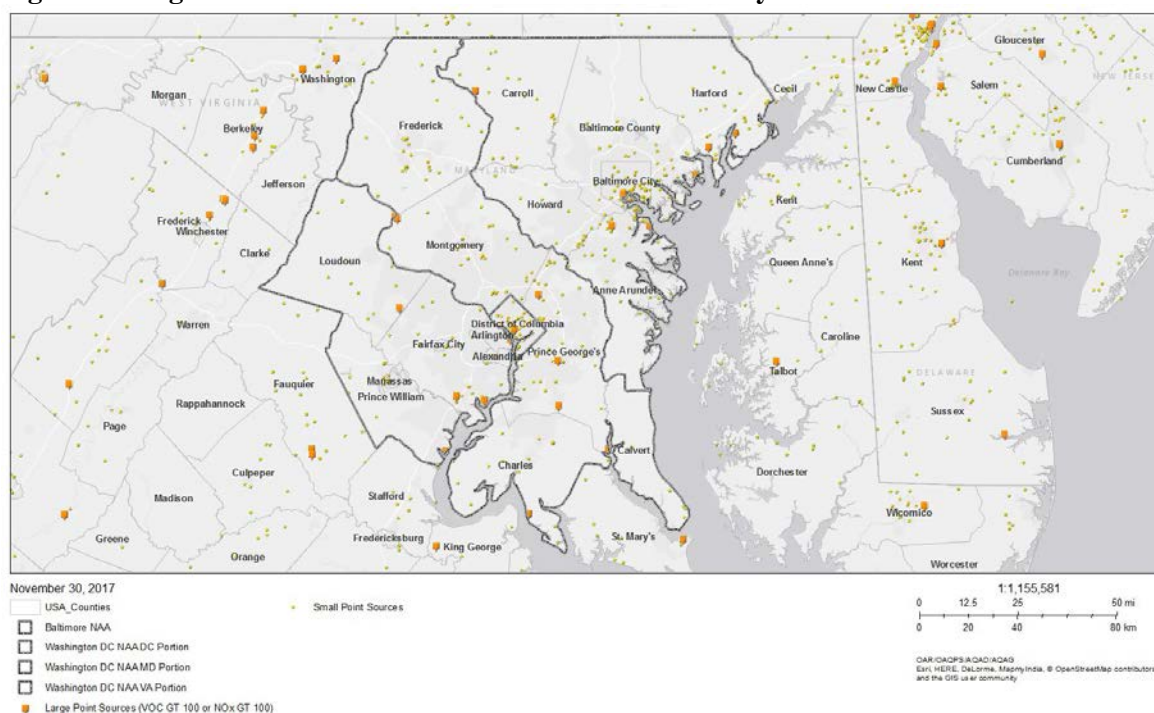 Gloucester
Washington
NEW JERSEY
Morgan
Carroll
Harford
Cecil
New Castle
Salem
WEST VIRGINIA
Berkeley
Frederick
Baltimore County
Cumberland
MARYLAND
Jefferson
Baltimore City
Kent
Frederick
Howard
Winchester
Montgomery
Clarke
Loudoun
Queen Anne's
Kent
Delaware Bay
Anne Arundel
Warren
District of Columbia
Arlington
Caroline
Fairfax City
Alexandria
Prince George's
Talbot
DELAWARE
Fauquier
Manassas
Prince William
Rappahannock
Sussex
Page
Calvert
Culpeper
Charles
Dorchester
Madison
Stafford
Wicomico
Greene
Fredericksburg
King George
St. Mary's
Orange
Worcester
November 30, 2017
USA_Counties
Small Point Sources
Baltimore NAA
Washington DC NAA DC Portion
Washington DC NAA MD Portion
Washington DC NAA VA Portion
Large Point Sources (VOC GT 100 or NOx GT 100)
1:1,155,581
0 12.5 25 50 mi
0 20 40 80 km
OAR/OAQPS/AQAD/AQAG
Esri, HERE, DeLorme, MapmyIndia, © OpenStreetMap contributors,
and the GIS user community